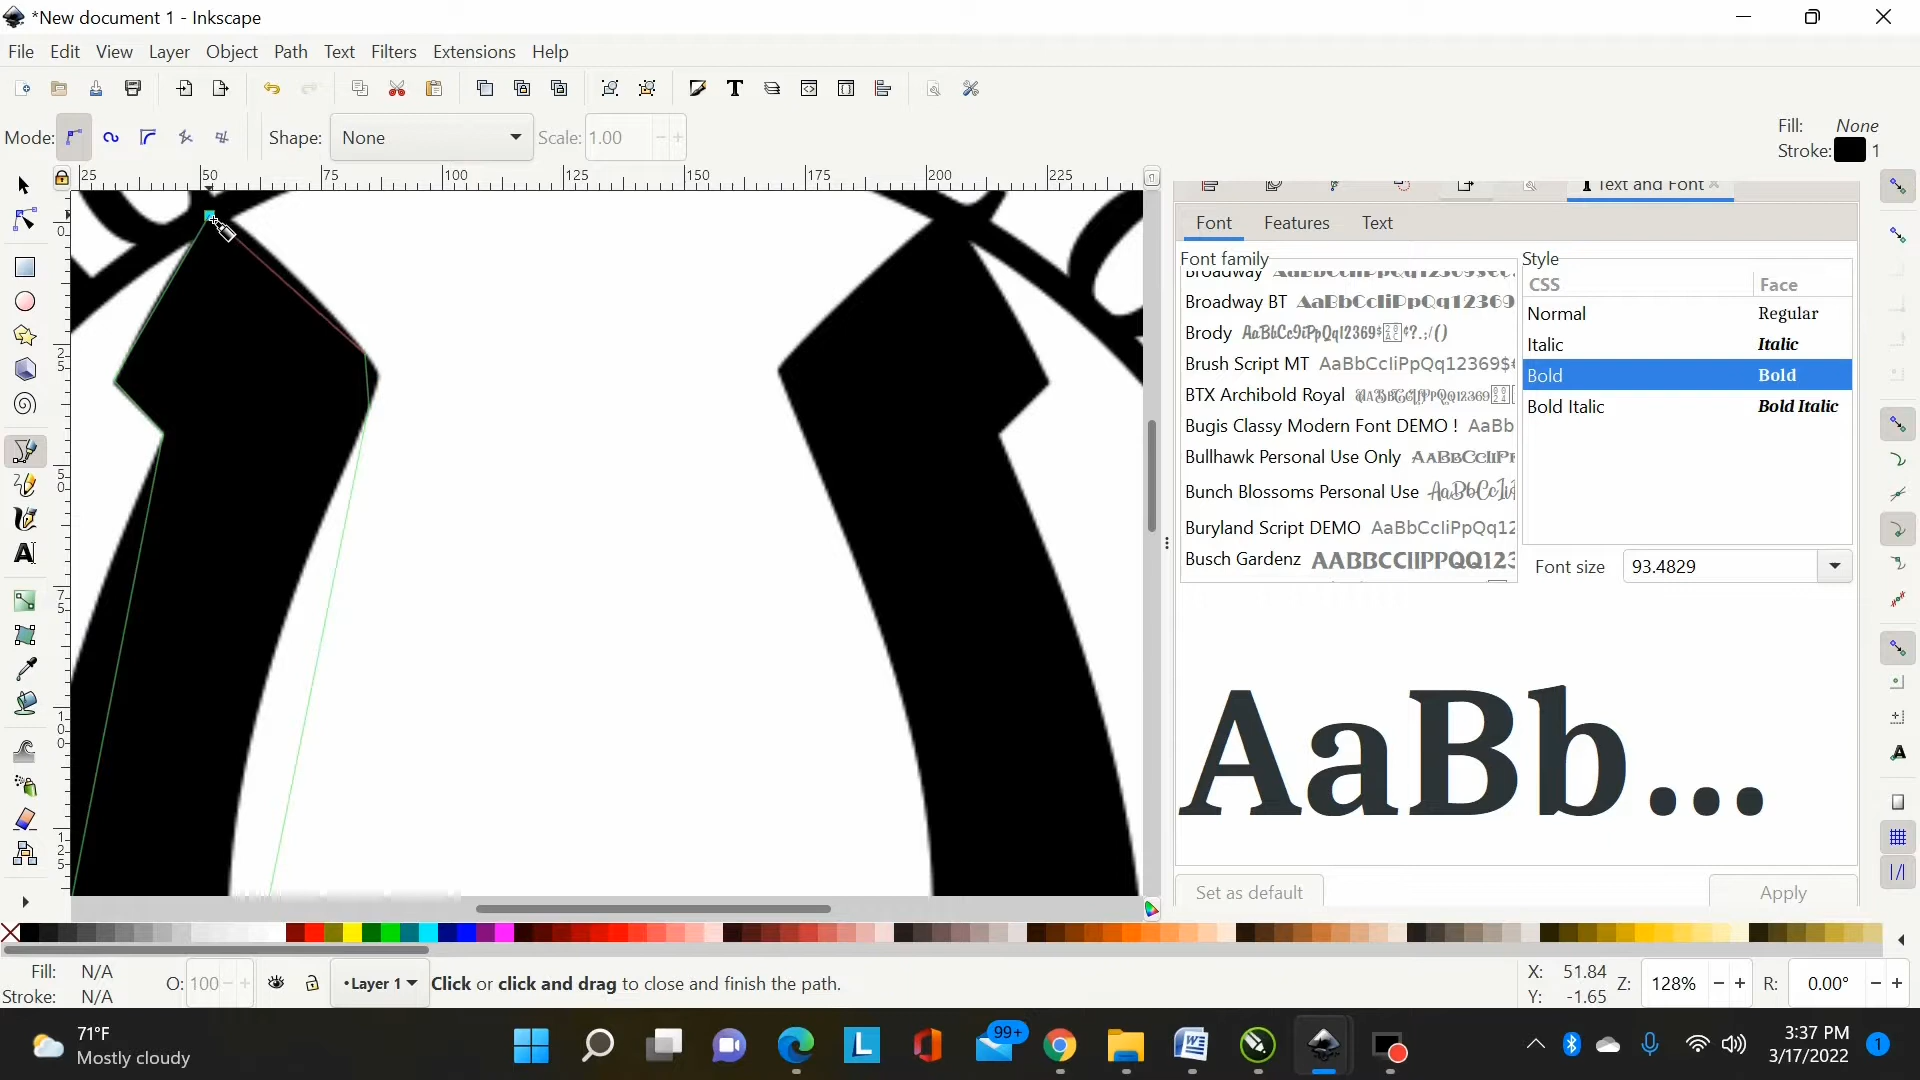 *New document 1 - Inkscape
File Edit View Layer Object Path Text Filters Extensions Help
Mode: Shape: None Scale: 1.00
Fill: None
Stroke: 1
25 50 75 100 125 150 175 200 225
Text and Font
Font Features Text
Font family
Style
CSS Face
Broadway
Broadway BT AaBbCcIiPpQq12369
Brody AaBbCcIiPpQq12369$¢?.;/()
Brush Script MT AaBbCcIiPpQq12369$
BTX Archibold Royal AaBbCcIiPpQq12369
Bugis Classy Modern Font DEMO ! AaBb
Bullhawk Personal Use Only AaBbCcIiP
Bunch Blossoms Personal Use AaBbCcIi
Buryland Script DEMO AaBbCcIiPpQq12
Busch Gardenz AABBCCIIPPQQ123
Normal Regular
Italic Italic
Bold Bold
Bold Italic Bold Italic
Font size 93.4829
AaBb...
Set as default Apply
Fill: N/A
Stroke: N/A
O: 100
•Layer 1
Click or click and drag to close and finish the path.
X: 51.84
Y: -1.65
Z: 128%
R: 0.00°
71°F
Mostly cloudy
99+
3:37 PM
3/17/2022
1